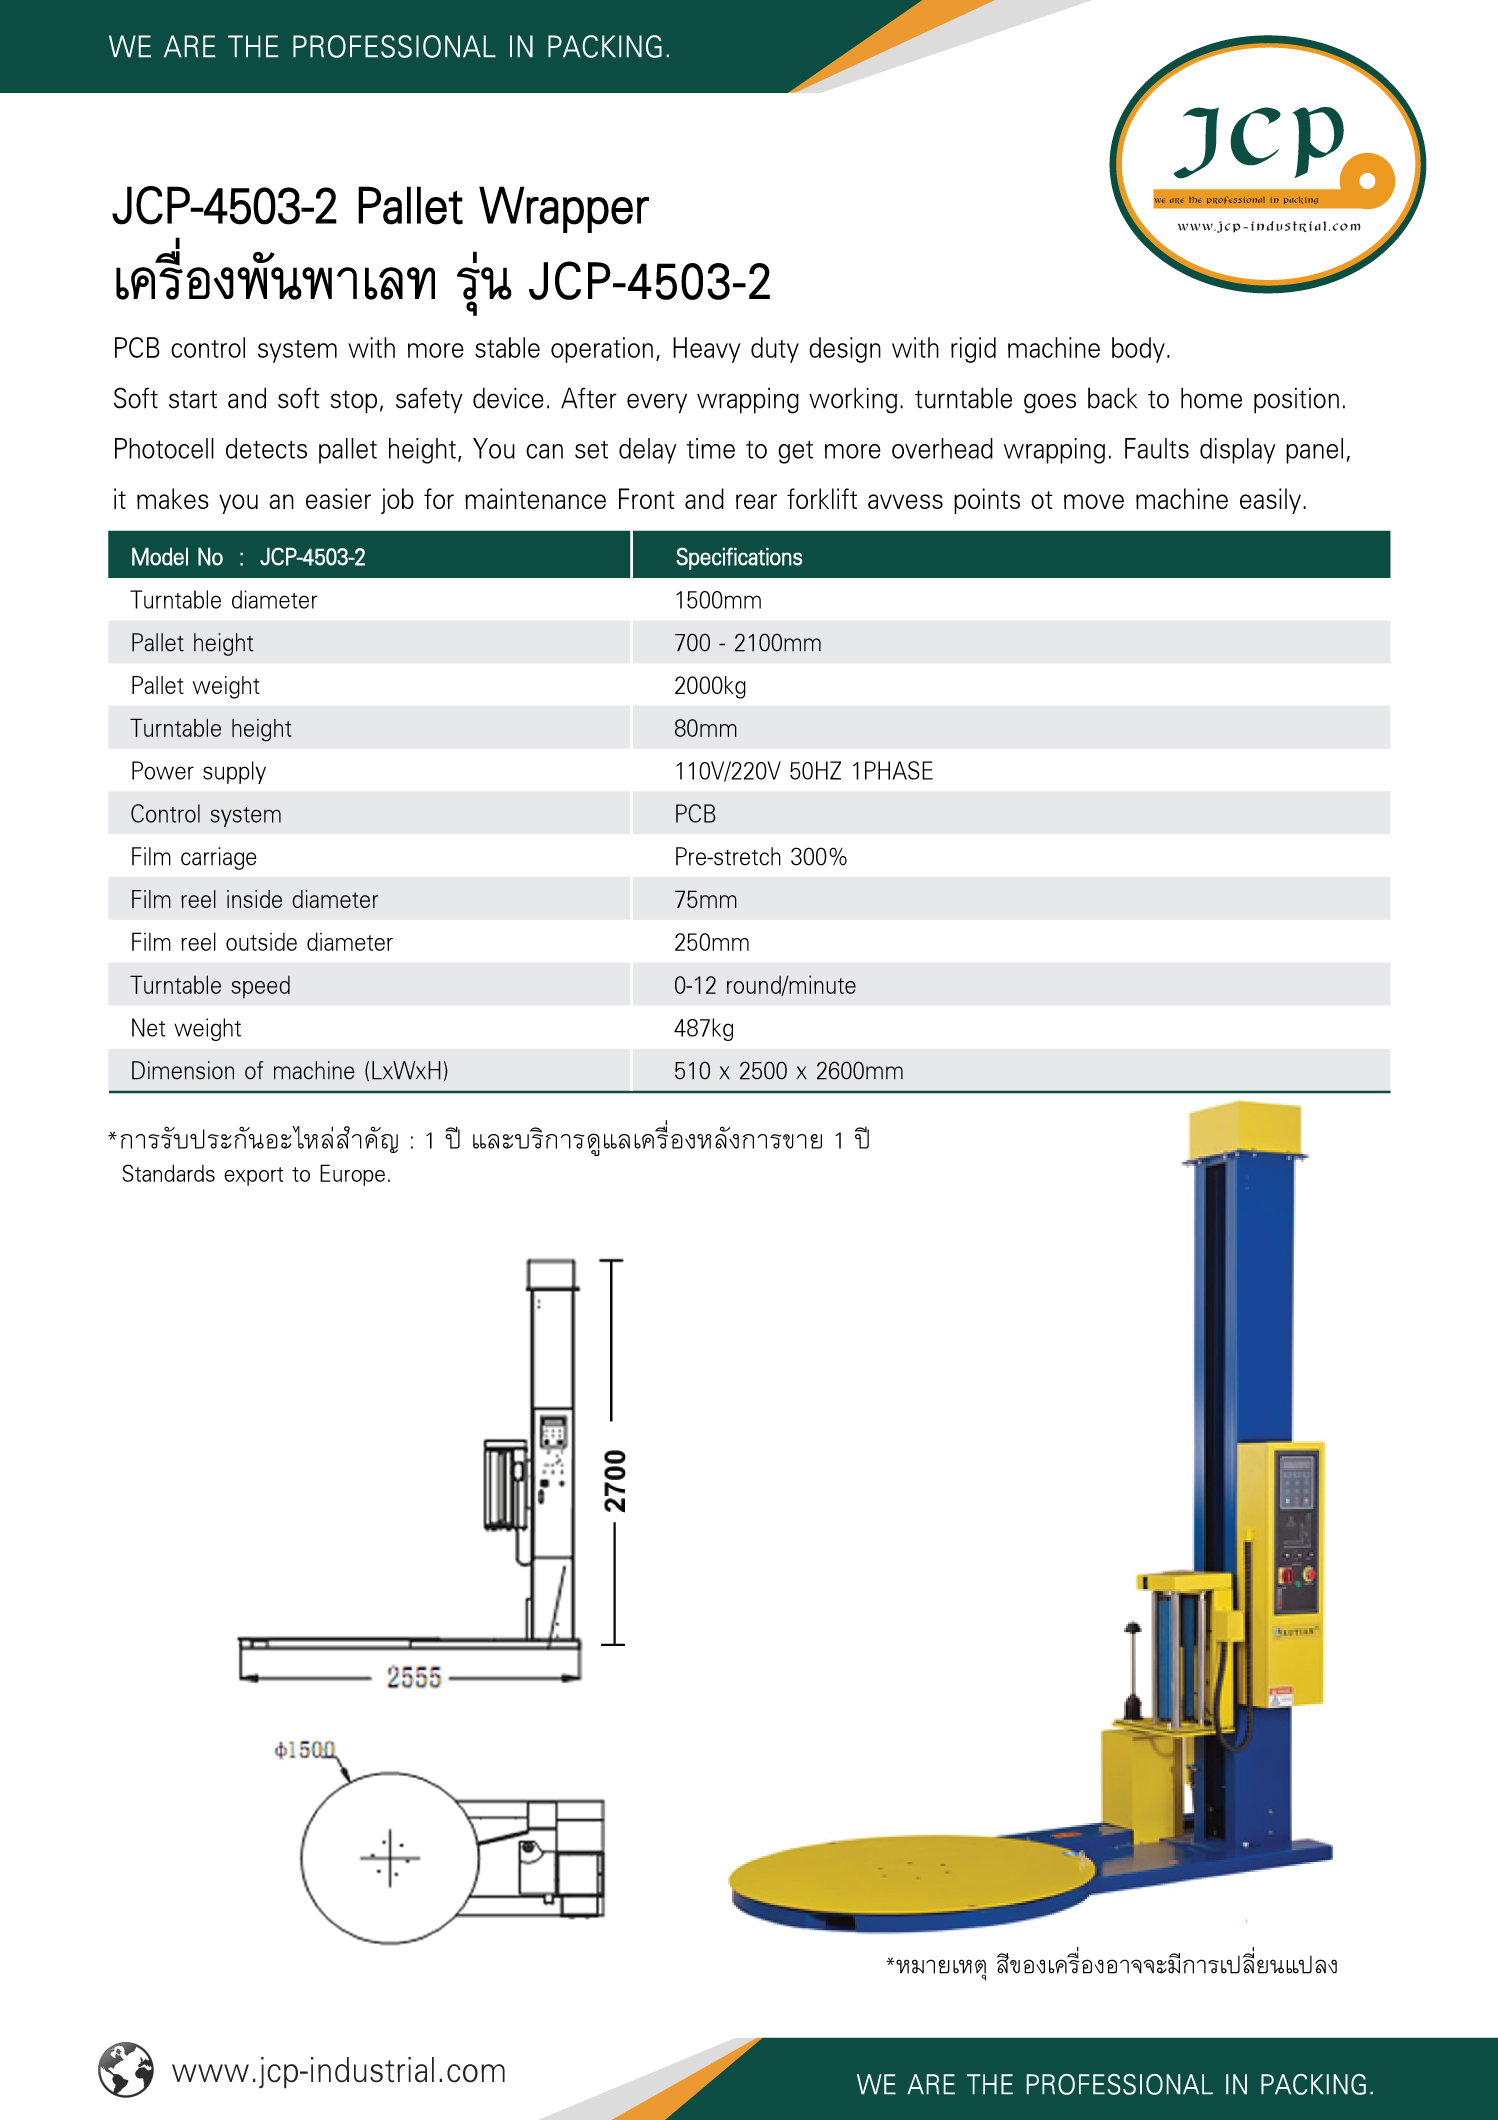 WE ARE THE PROFESSIONAL IN PACKING.
JCP
we are the professional in packing
www.jcp-industrial.com
JCP-4503-2 Pallet Wrapper
เครื่องพันพาเลท รุ่น JCP-4503-2
PCB control system with more stable operation, Heavy duty design with rigid machine body.
Soft start and soft stop, safety device. After every wrapping working. turntable goes back to home position.
Photocell detects pallet height, You can set delay time to get more overhead wrapping. Faults display panel,
it makes you an easier job for maintenance Front and rear forklift avvess points ot move machine easily.
Model No : JCP-4503-2 Specifications
Turntable diameter 1500mm
Pallet height 700 - 2100mm
Pallet weight 2000kg
Turntable height 80mm
Power supply 110V/220V 50HZ 1PHASE
Control system PCB
Film carriage Pre-stretch 300%
Film reel inside diameter 75mm
Film reel outside diameter 250mm
Turntable speed 0-12 round/minute
Net weight 487kg
Dimension of machine (LxWxH) 510 x 2500 x 2600mm
*การรับประกันอะไหล่สำคัญ : 1 ปี และบริการดูแลเครื่องหลังการขาย 1 ปี
Standards export to Europe.
2700
2555
ϕ1500
*หมายเหตุ สีของเครื่องอาจจะมีการเปลี่ยนแปลง
www.jcp-industrial.com
WE ARE THE PROFESSIONAL IN PACKING.